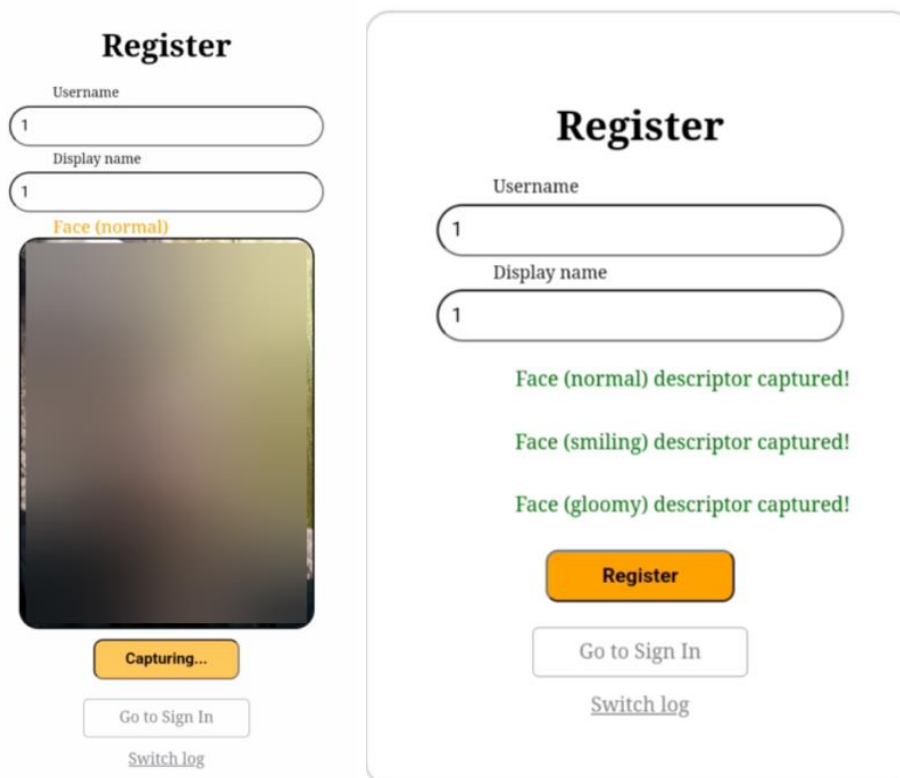 Register
Username
1
Display name
1
Face (normal)
Capturing...
Go to Sign In
Switch log
Register
Username
1
Display name
1
Face (normal) descriptor captured!
Face (smiling) descriptor captured!
Face (gloomy) descriptor captured!
Register
Go to Sign In
Switch log